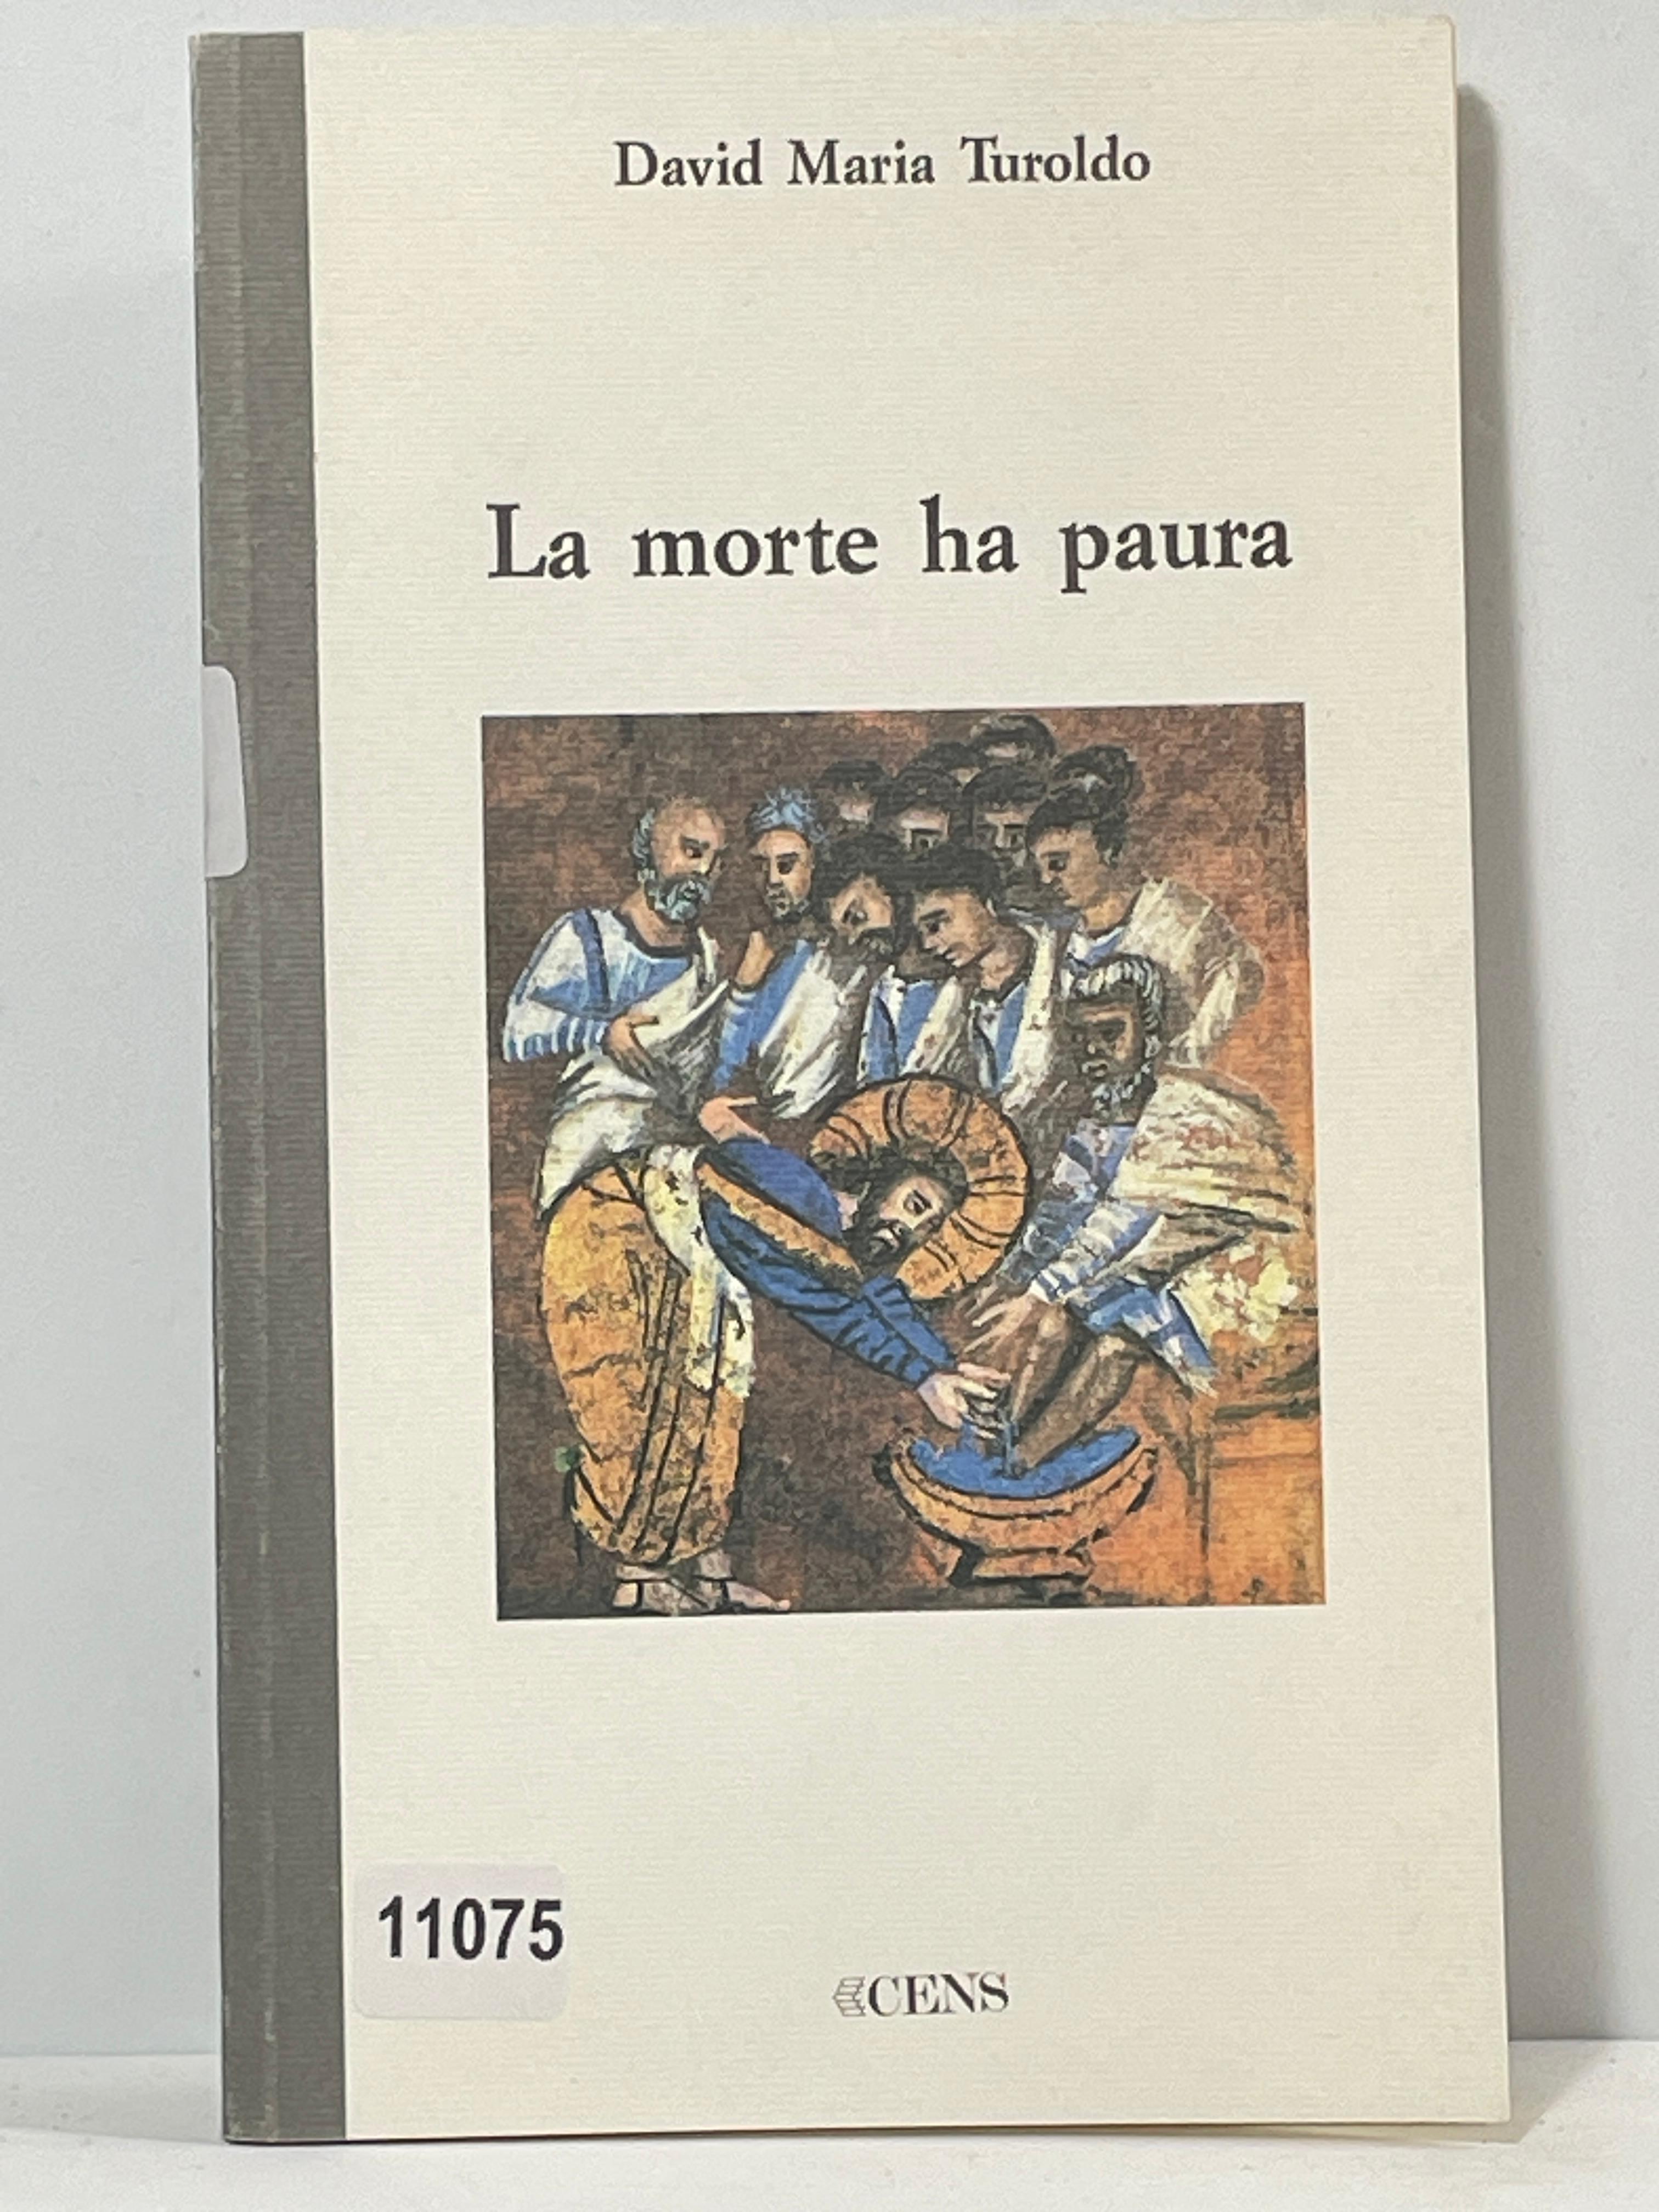 David Maria Turoldo
La morte ha paura
11075
CENS